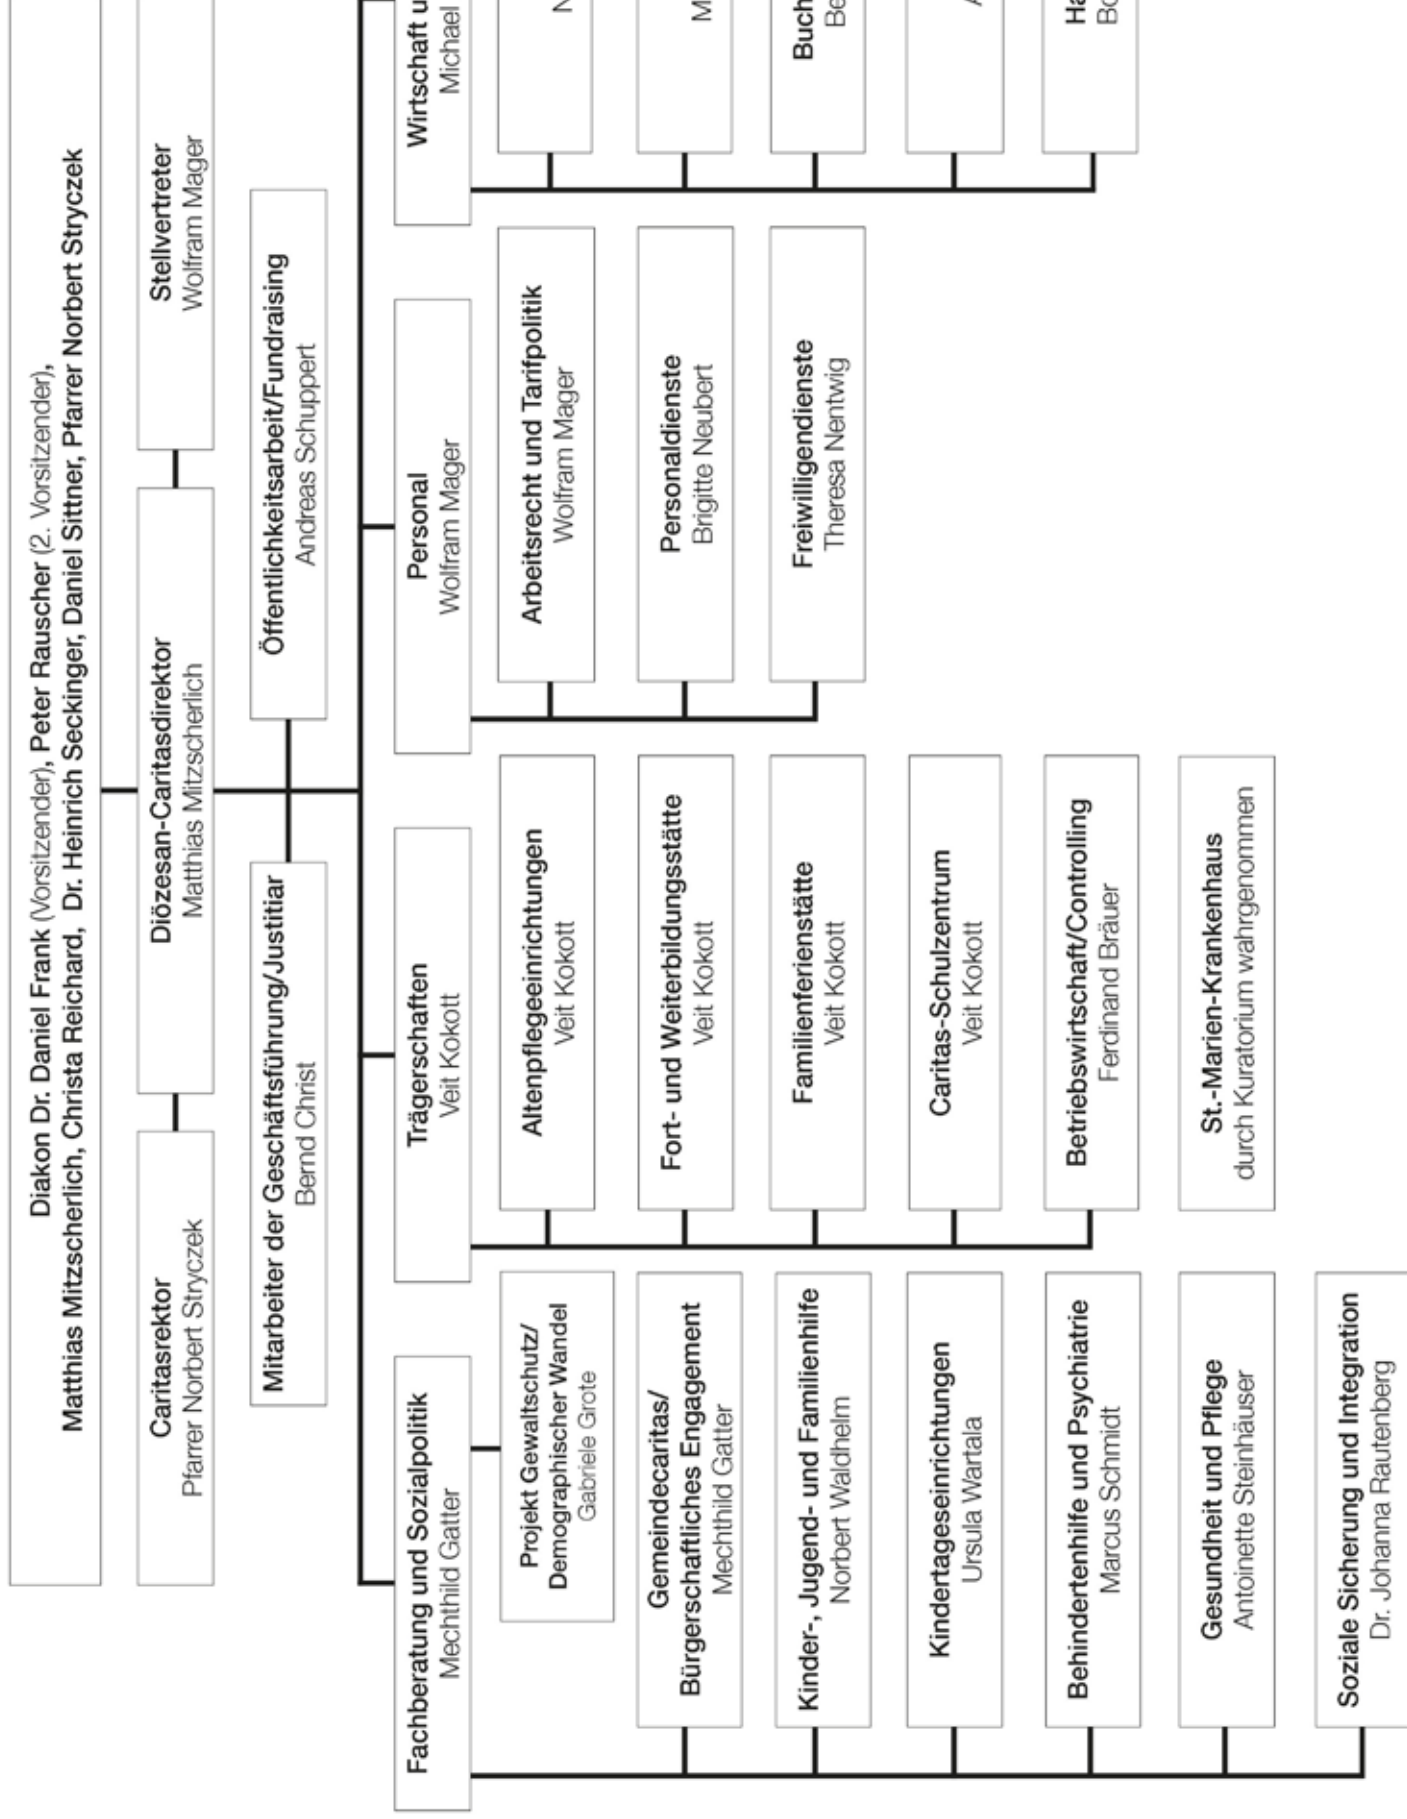 Diakon Dr. Daniel Frank (Vorsitzender), Peter Rauscher (2. Vorsitzender),
Matthias Mitzscherlich, Christa Reichard, Dr. Heinrich Seckinger, Daniel Sittner, Pfarrer Norbert Stryczek
Caritasrektor
Pfarrer Norbert Stryczek
Diözesan-Caritasdirektor
Matthias Mitzscherlich
Stellvertreter
Wolfram Mager
Mitarbeiter der Geschäftsführung/Justitiar
Bernd Christ
Öffentlichkeitsarbeit/Fundraising
Andreas Schuppert
Fachberatung und Sozialpolitik
Mechthild Gatter
Projekt Gewaltschutz/
Demographischer Wandel
Gabriele Grote
Gemeindecaritas/
Bürgerschaftliches Engagement
Mechthild Gatter
Kinder-, Jugend- und Familienhilfe
Norbert Waldhelm
Kindertageseinrichtungen
Ursula Wartala
Behindertenhilfe und Psychiatrie
Marcus Schmidt
Gesundheit und Pflege
Antoinette Steinhäuser
Soziale Sicherung und Integration
Dr. Johanna Rautenberg
Trägerschaften
Veit Kokott
Altenpflegeeinrichtungen
Veit Kokott
Fort- und Weiterbildungsstätte
Veit Kokott
Familienferienstätte
Veit Kokott
Caritas-Schulzentrum
Veit Kokott
Betriebswirtschaft/Controlling
Ferdinand Bräuer
St.-Marien-Krankenhaus
durch Kuratorium wahrgenommen
Personal
Wolfram Mager
Arbeitsrecht und Tarifpolitik
Wolfram Mager
Personaldienste
Brigitte Neubert
Freiwilligendienste
Theresa Nentwig
Wirtschaft
Michael
Buch
Be
Ha
Bo